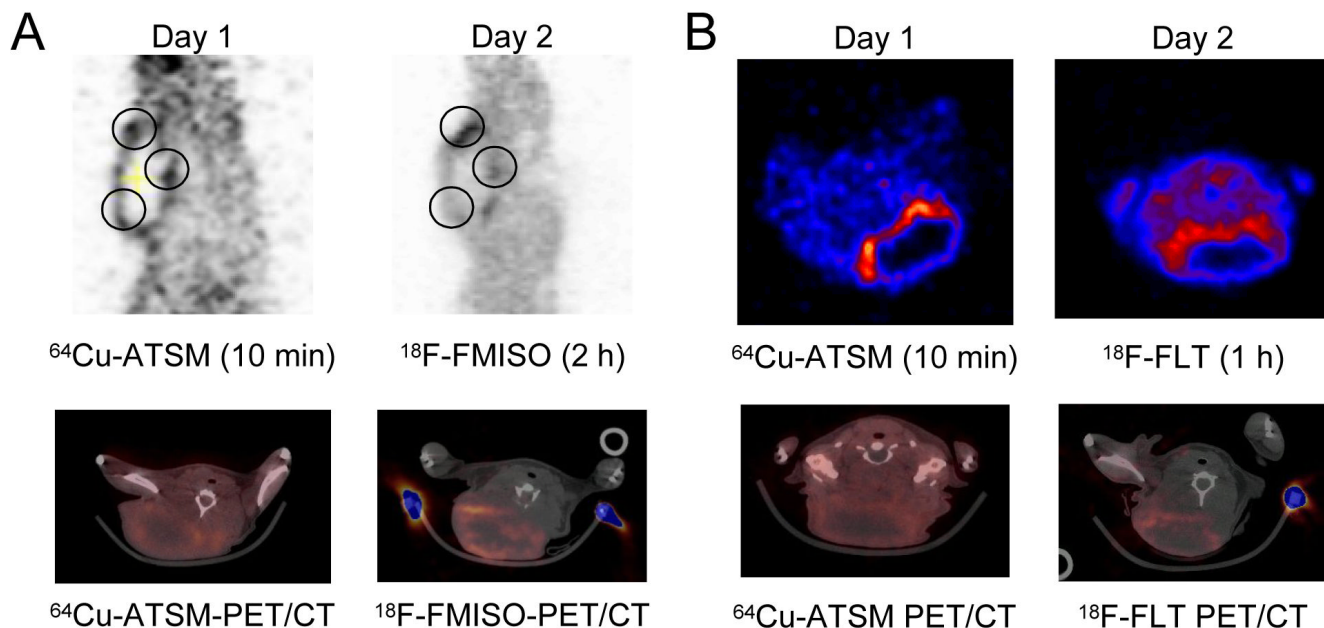 A
Day 1
Day 2
⁶⁴Cu-ATSM (10 min)
¹⁸F-FMISO (2 h)
⁶⁴Cu-ATSM-PET/CT
¹⁸F-FMISO-PET/CT
B
Day 1
Day 2
⁶⁴Cu-ATSM (10 min)
¹⁸F-FLT (1 h)
⁶⁴Cu-ATSM PET/CT
¹⁸F-FLT PET/CT